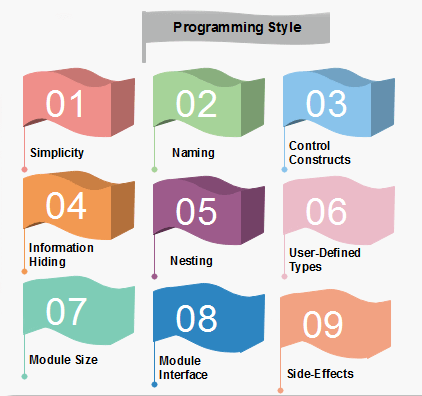 Programming Style
01
02
03
Simplicity
Naming
Control
Constructs
04
05
06
Information
Hiding
Nesting
User-Defined
Types
07
08
09
Module Size
Module
Interface
Side-Effects